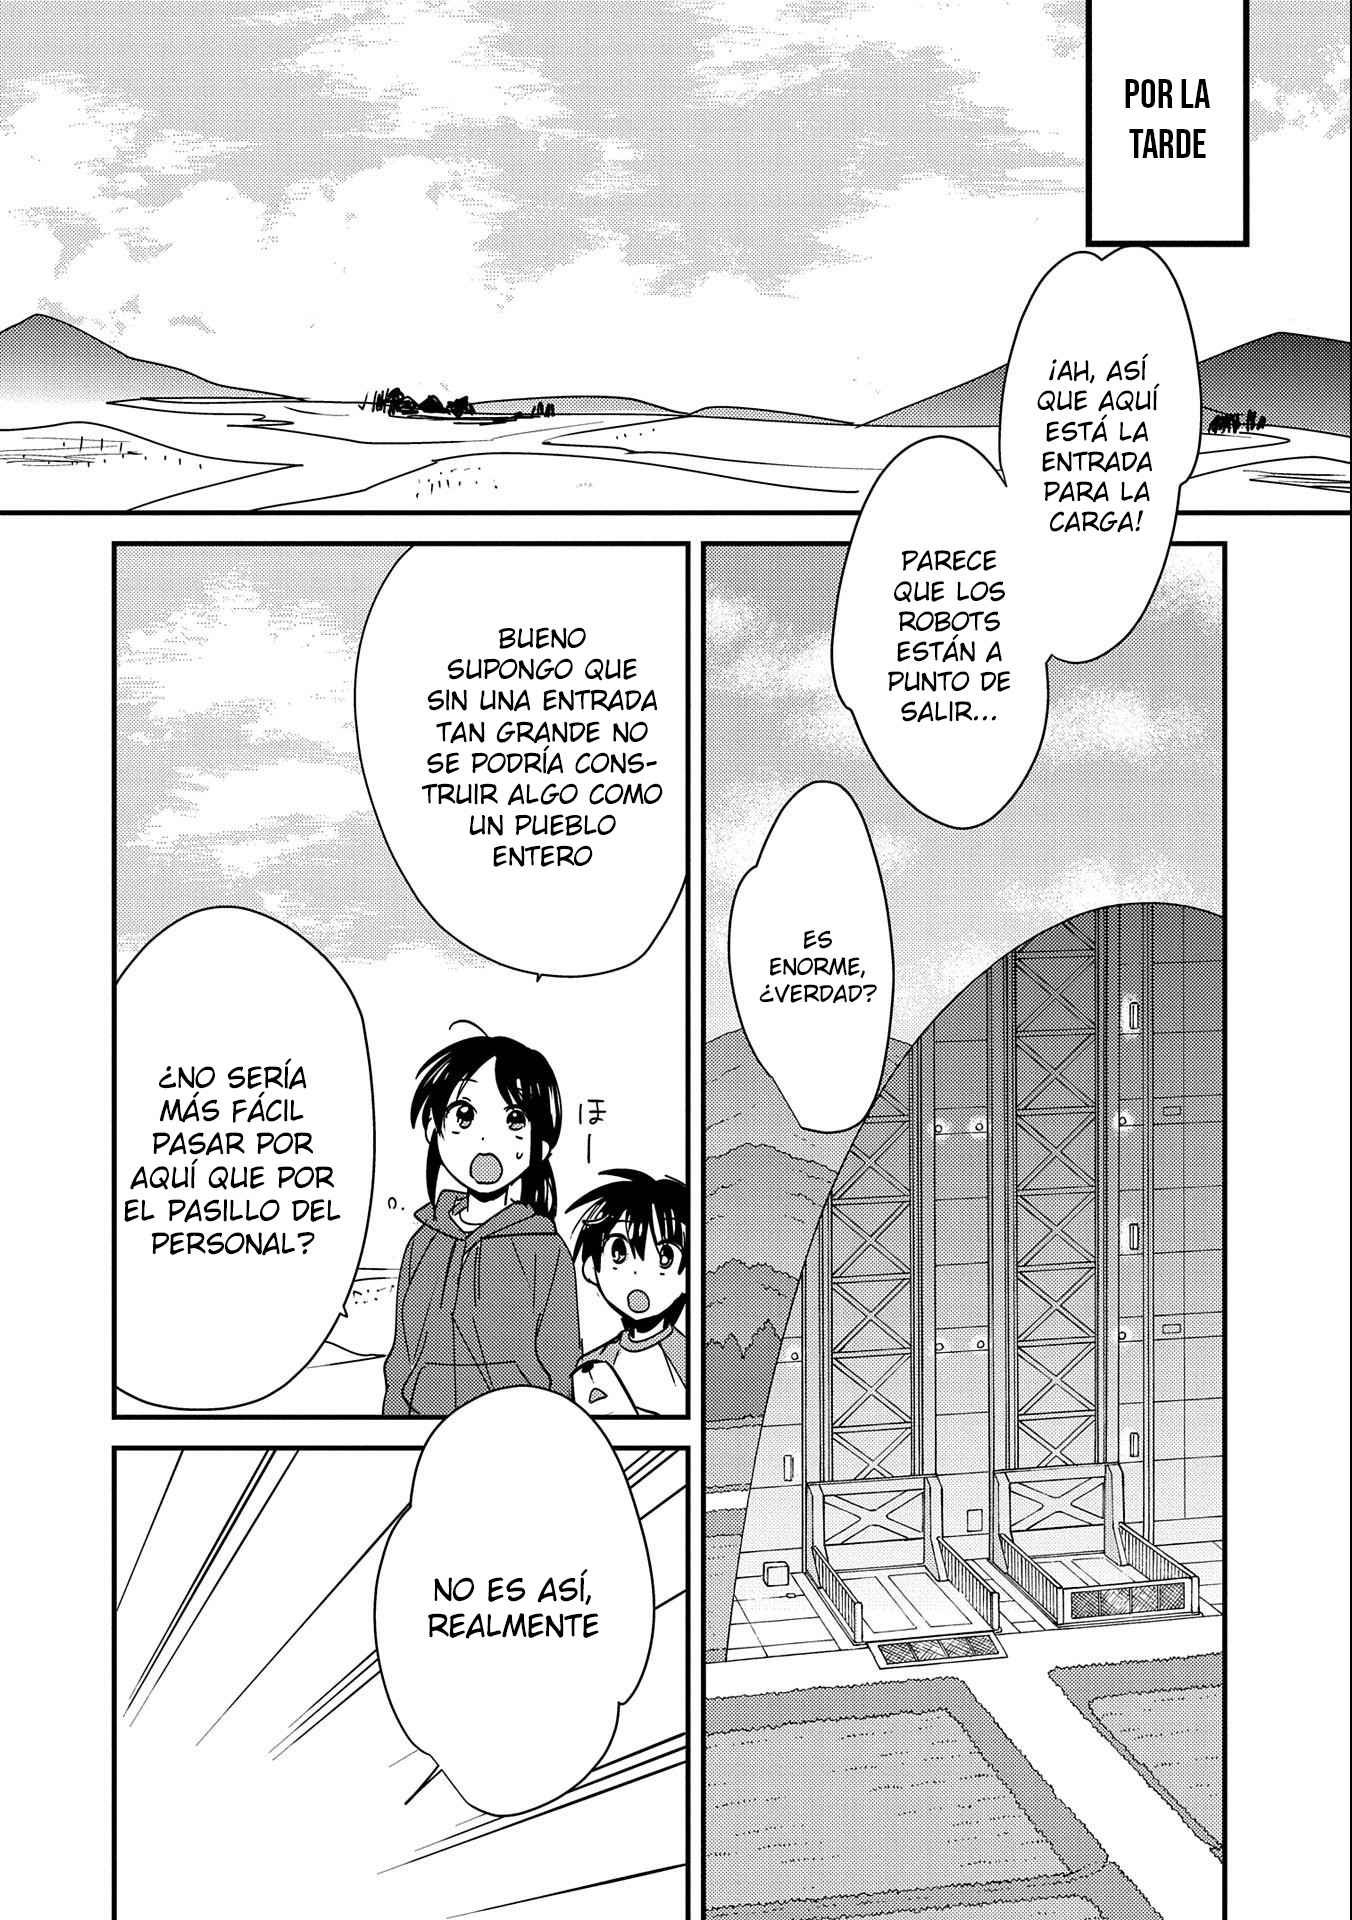 POR LA
TARDE
¡AH, ASÍ
QUE AQUÍ
ESTÁ LA
ENTRADA
PARA LA
CARGA!
PARECE
QUE LOS
ROBOTS
ESTÁN A
PUNTO DE
SALIR...
ES
ENORME,
¿VERDAD?
BUENO
SUPONGO QUE
SIN UNA ENTRADA
TAN GRANDE NO
SE PODRÍA CONS-
TRUIR ALGO COMO
UN PUEBLO
ENTERO
ほー
¿NO SERÍA
MÁS FÁCIL
PASAR POR
AQUÍ QUE POR
EL PASILLO DEL
PERSONAL?
NO ES ASÍ,
REALMENTE